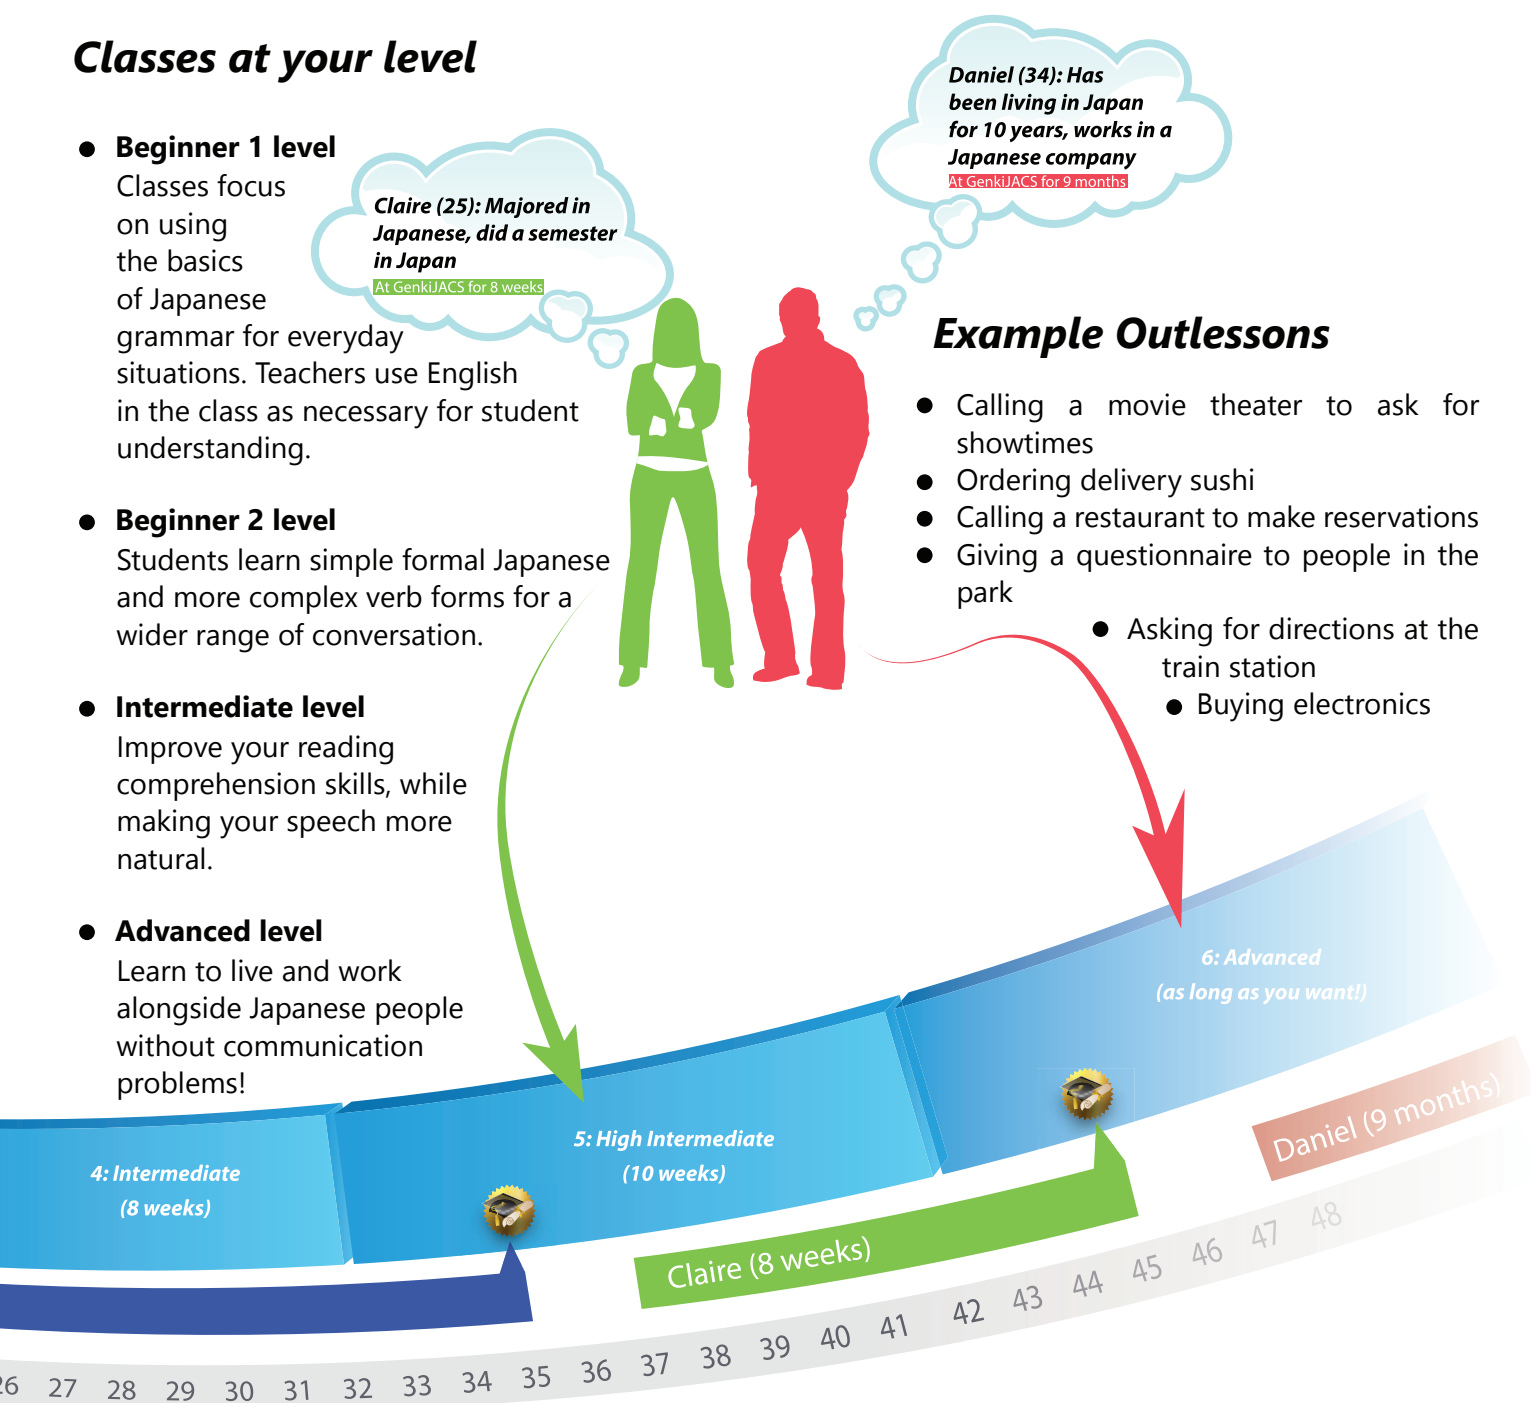 Classes at your level
Beginner 1 level
Classes focus
on using
the basics
of Japanese
grammar for everyday
situations. Teachers use English
in the class as necessary for student
understanding.
Beginner 2 level
Students learn simple formal Japanese
and more complex verb forms for a
wider range of conversation.
Intermediate level
Improve your reading
comprehension skills, while
making your speech more
natural.
Advanced level
Learn to live and work
alongside Japanese people
without communication
problems!
Claire (25): Majored in
Japanese, did a semester
in Japan
At GenkiJACS for 8 weeks
Daniel (34): Has
been living in Japan
for 10 years, works in a
Japanese company
At GenkiJACS for 9 months
Example Outlessons
Calling a movie theater to ask for
showtimes
Ordering delivery sushi
Calling a restaurant to make reservations
Giving a questionnaire to people in the
park
Asking for directions at the
train station
Buying electronics
4: Intermediate
(8 weeks)
5: High Intermediate
(10 weeks)
6: Advanced
(as long as you want!)
Claire (8 weeks)
Daniel (9 months)
26 27 28 29 30 31 32 33 34 35 36 37 38 39 40 41 42 43 44 45 46 47 48